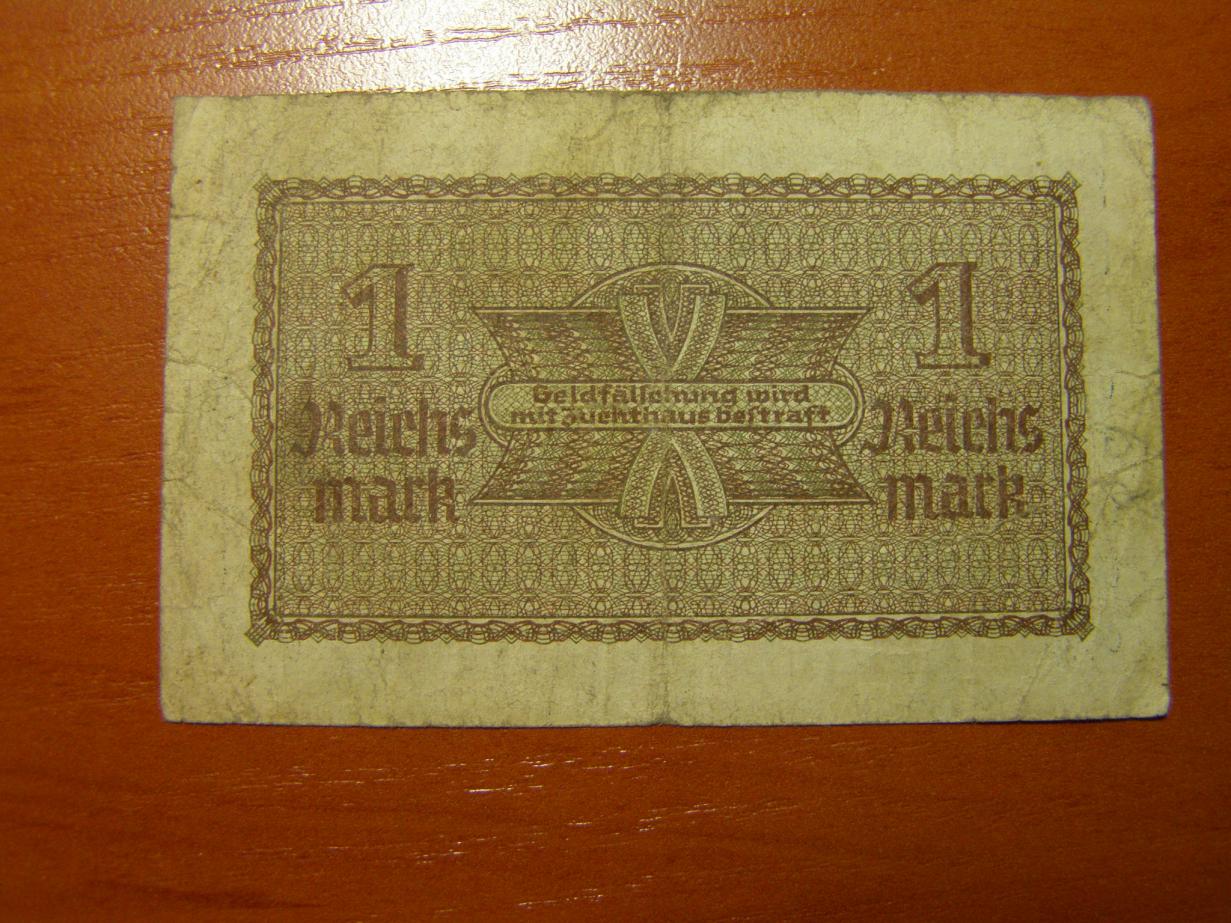 1
Reichs
mark
Geldfälschung wird
mit Zuchthaus bestraft
1
Reichs
mark